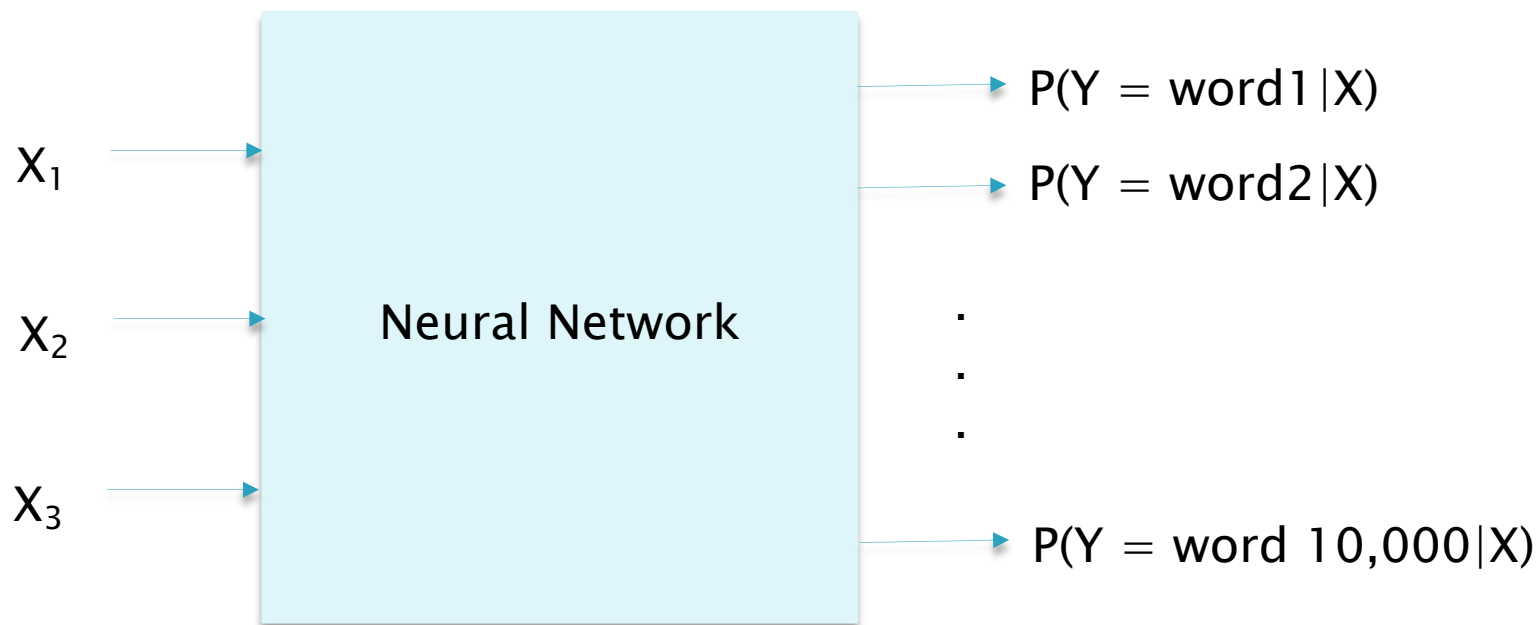 P(Y = word1|X)
X₁
P(Y = word2|X)
X₂
Neural Network
.
.
.
X₃
P(Y = word 10,000|X)